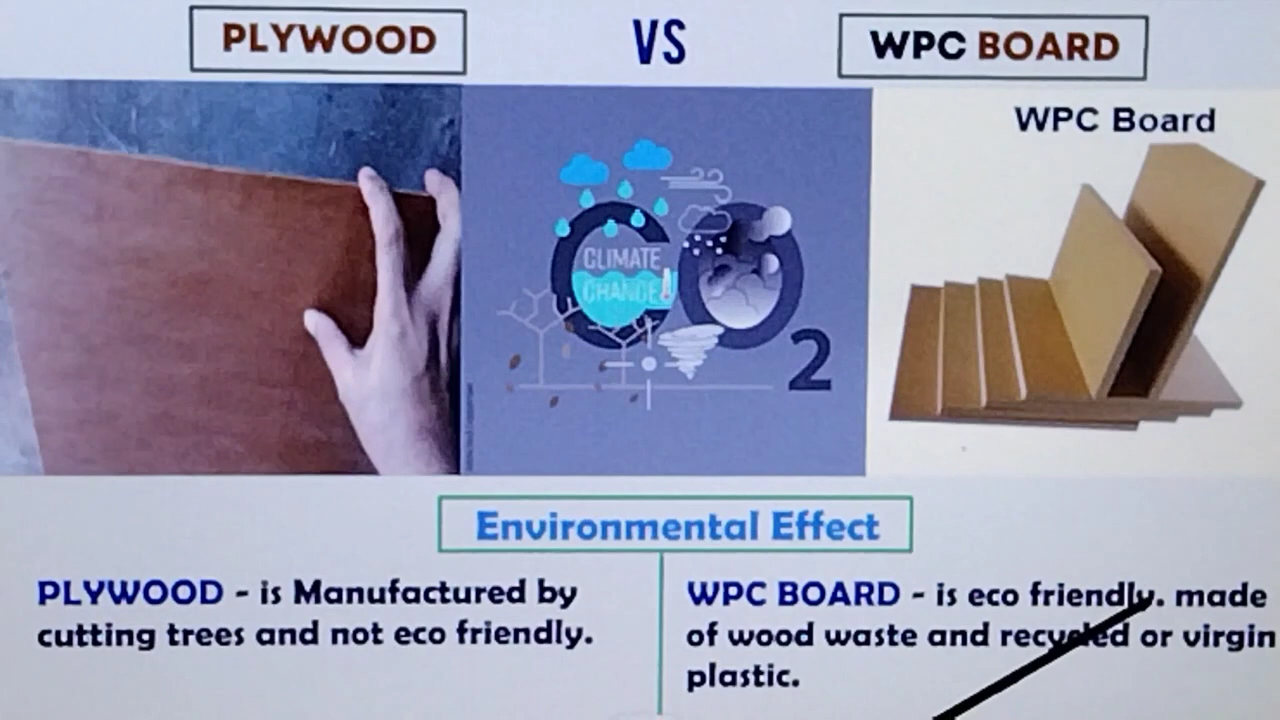 PLYWOOD
VS
WPC BOARD
WPC Board
CLIMATE
CHANGE
2
Environmental Effect
PLYWOOD - is Manufactured by
cutting trees and not eco friendly.
WPC BOARD - is eco friendly. made
of wood waste and recycled or virgin
plastic.